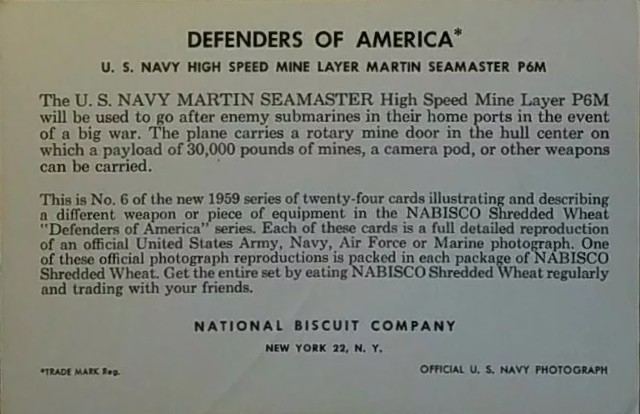 DEFENDERS OF AMERICA*
U. S. NAVY HIGH SPEED MINE LAYER MARTIN SEAMASTER P6M
The U. S. NAVY MARTIN SEAMASTER High Speed Mine Layer P6M
will be used to go after enemy submarines in their home ports in the event
of a big war. The plane carries a rotary mine door in the hull center on
which a payload of 30,000 pounds of mines, a camera pod, or other weapons
can be carried.
This is No. 6 of the new 1959 series of twenty-four cards illustrating and describing
a different weapon or piece of equipment in the NABISCO Shredded Wheat
"Defenders of America" series. Each of these cards is a full detailed reproduction
of an official United States Army, Navy, Air Force or Marine photograph. One
of these official photograph reproductions is packed in each package of NABISCO
Shredded Wheat. Get the entire set by eating NABISCO Shredded Wheat regularly
and trading with your friends.
NATIONAL BISCUIT COMPANY
NEW YORK 22, N. Y.
*TRADE MARK Reg.
OFFICIAL U. S. NAVY PHOTOGRAPH